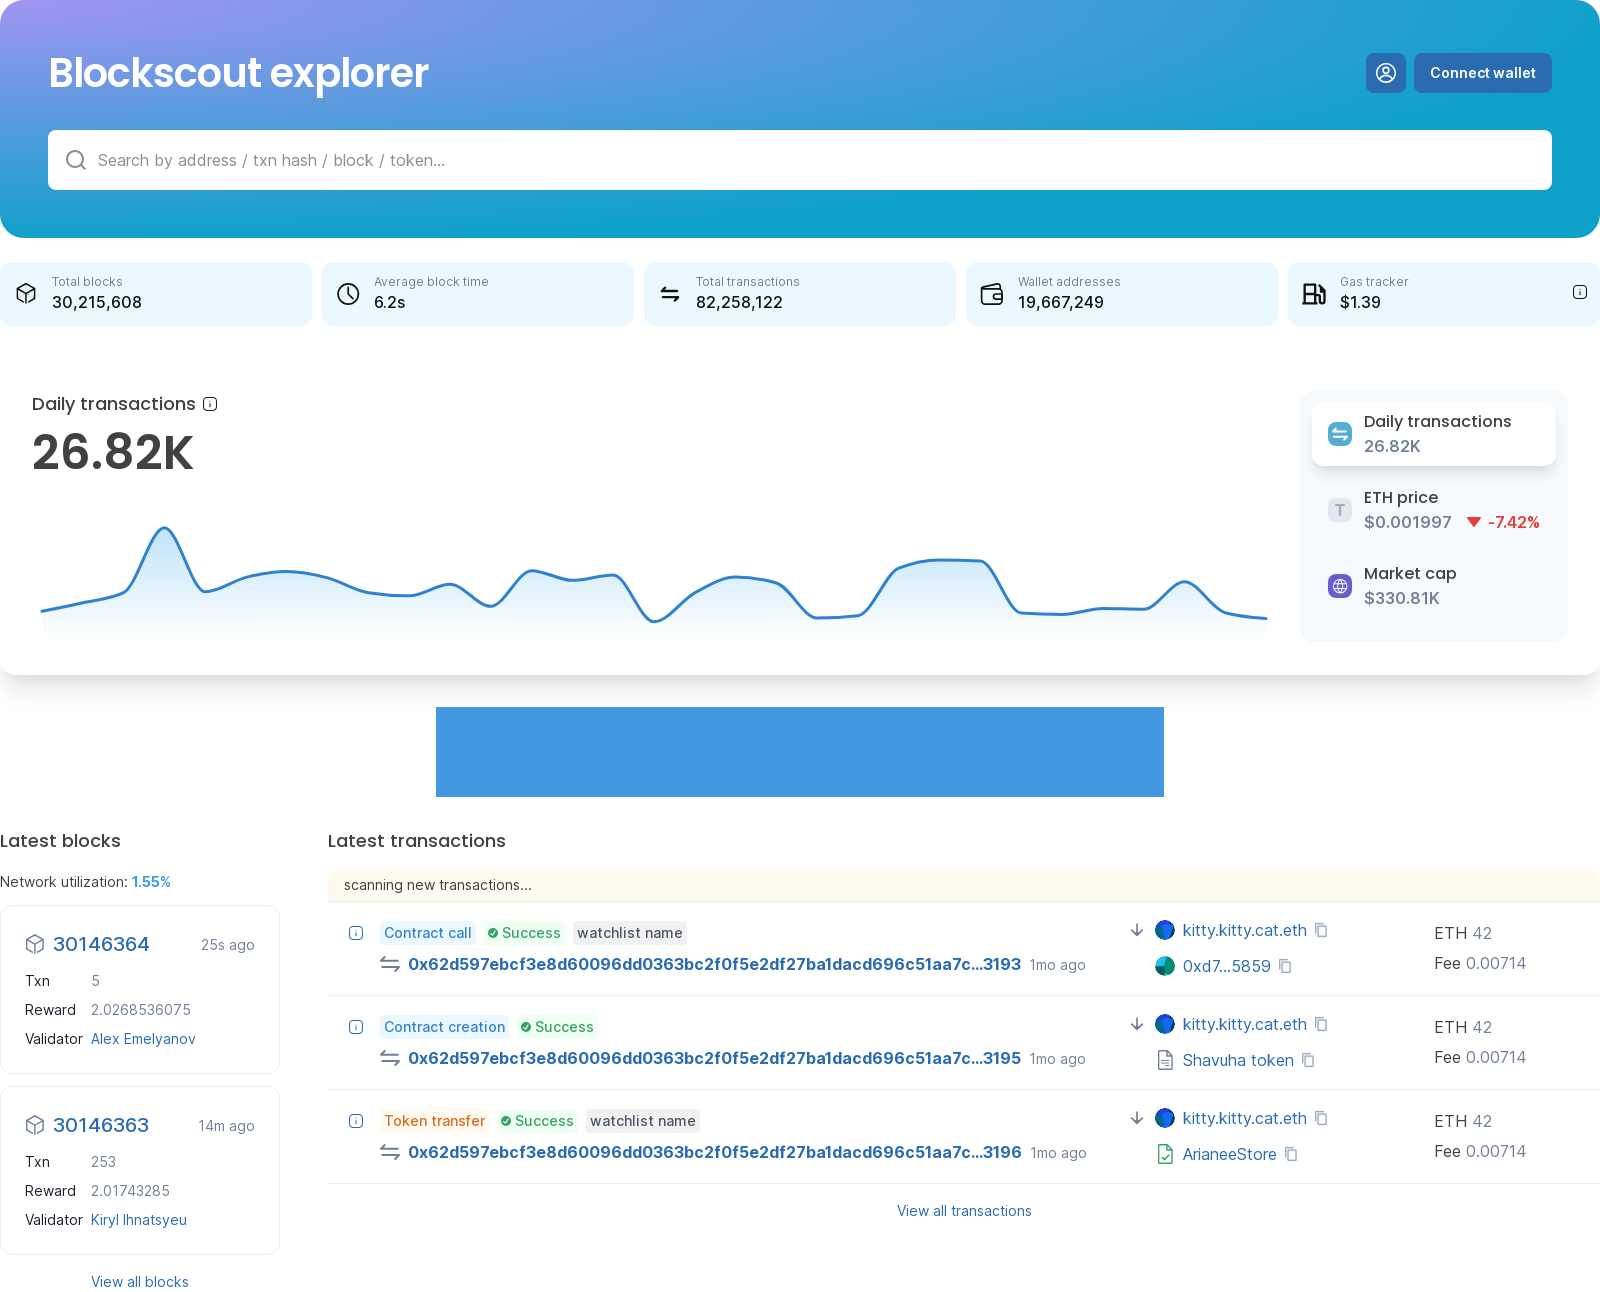 Blockscout explorer
Connect wallet
Search by address / txn hash / block / token...
Total blocks
30,215,608
Average block time
6.2s
Total transactions
82,258,122
Wallet addresses
19,667,249
Gas tracker
$1.39
Daily transactions
26.82K
Daily transactions
26.82K
T
ETH price
$0.001997 -7.42%
Market cap
$330.81K
Latest blocks
Network utilization: 1.55%
30146364 25s ago
Txn 5
Reward 2.0268536075
Validator Alex Emelyanov
30146363 14m ago
Txn 253
Reward 2.01743285
Validator Kiryl Ihnatsyeu
View all blocks
Latest transactions
scanning new transactions...
Contract call Success watchlist name
0x62d597ebcf3e8d60096dd0363bc2f0f5e2df27ba1dacd696c51aa7c...3193 1mo ago
kitty.kitty.cat.eth
0xd7...5859
ETH 42
Fee 0.00714
Contract creation Success
0x62d597ebcf3e8d60096dd0363bc2f0f5e2df27ba1dacd696c51aa7c...3195 1mo ago
kitty.kitty.cat.eth
Shavuha token
ETH 42
Fee 0.00714
Token transfer Success watchlist name
0x62d597ebcf3e8d60096dd0363bc2f0f5e2df27ba1dacd696c51aa7c...3196 1mo ago
kitty.kitty.cat.eth
ArianeeStore
ETH 42
Fee 0.00714
View all transactions